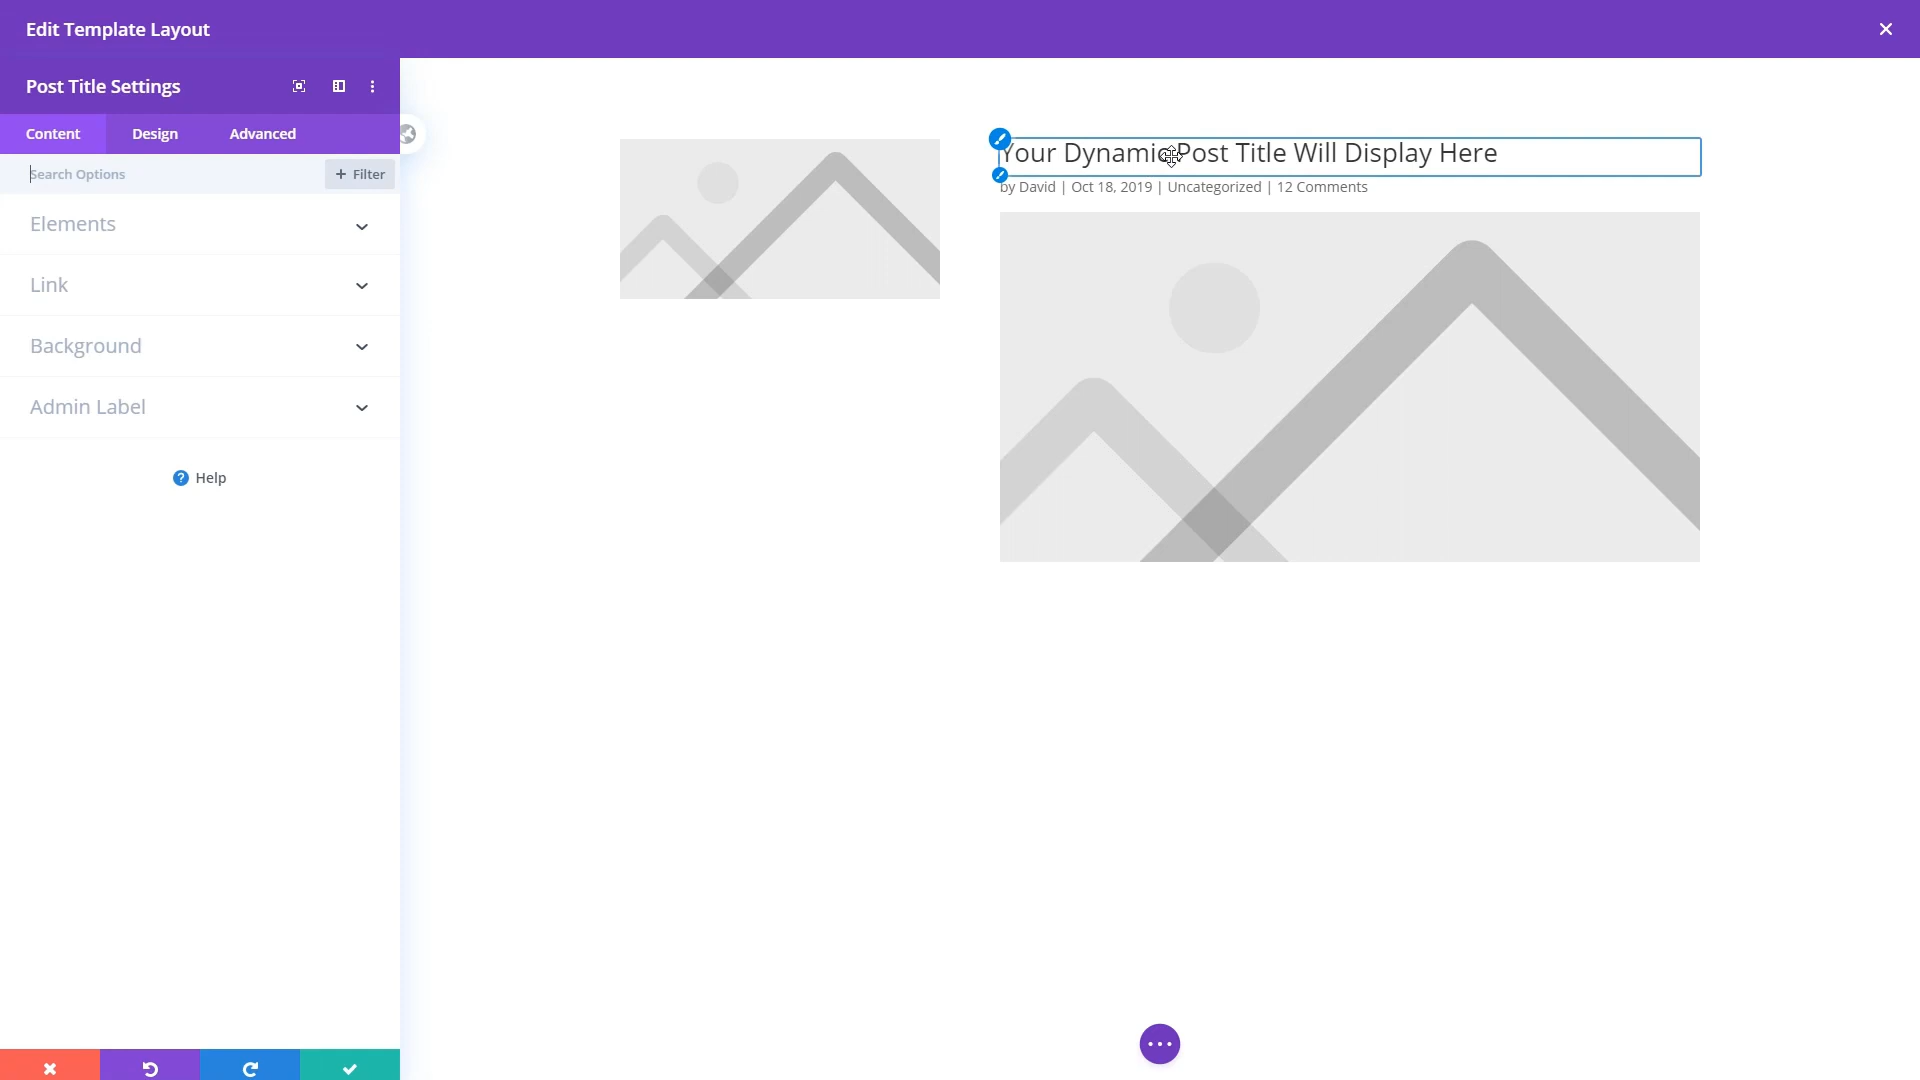 Edit Template Layout
Post Title Settings
Content Design Advanced
Search Options + Filter
Elements
Link
Background
Admin Label
? Help
Your Dynamic Post Title Will Display Here
by David | Oct 18, 2019 | Uncategorized | 12 Comments